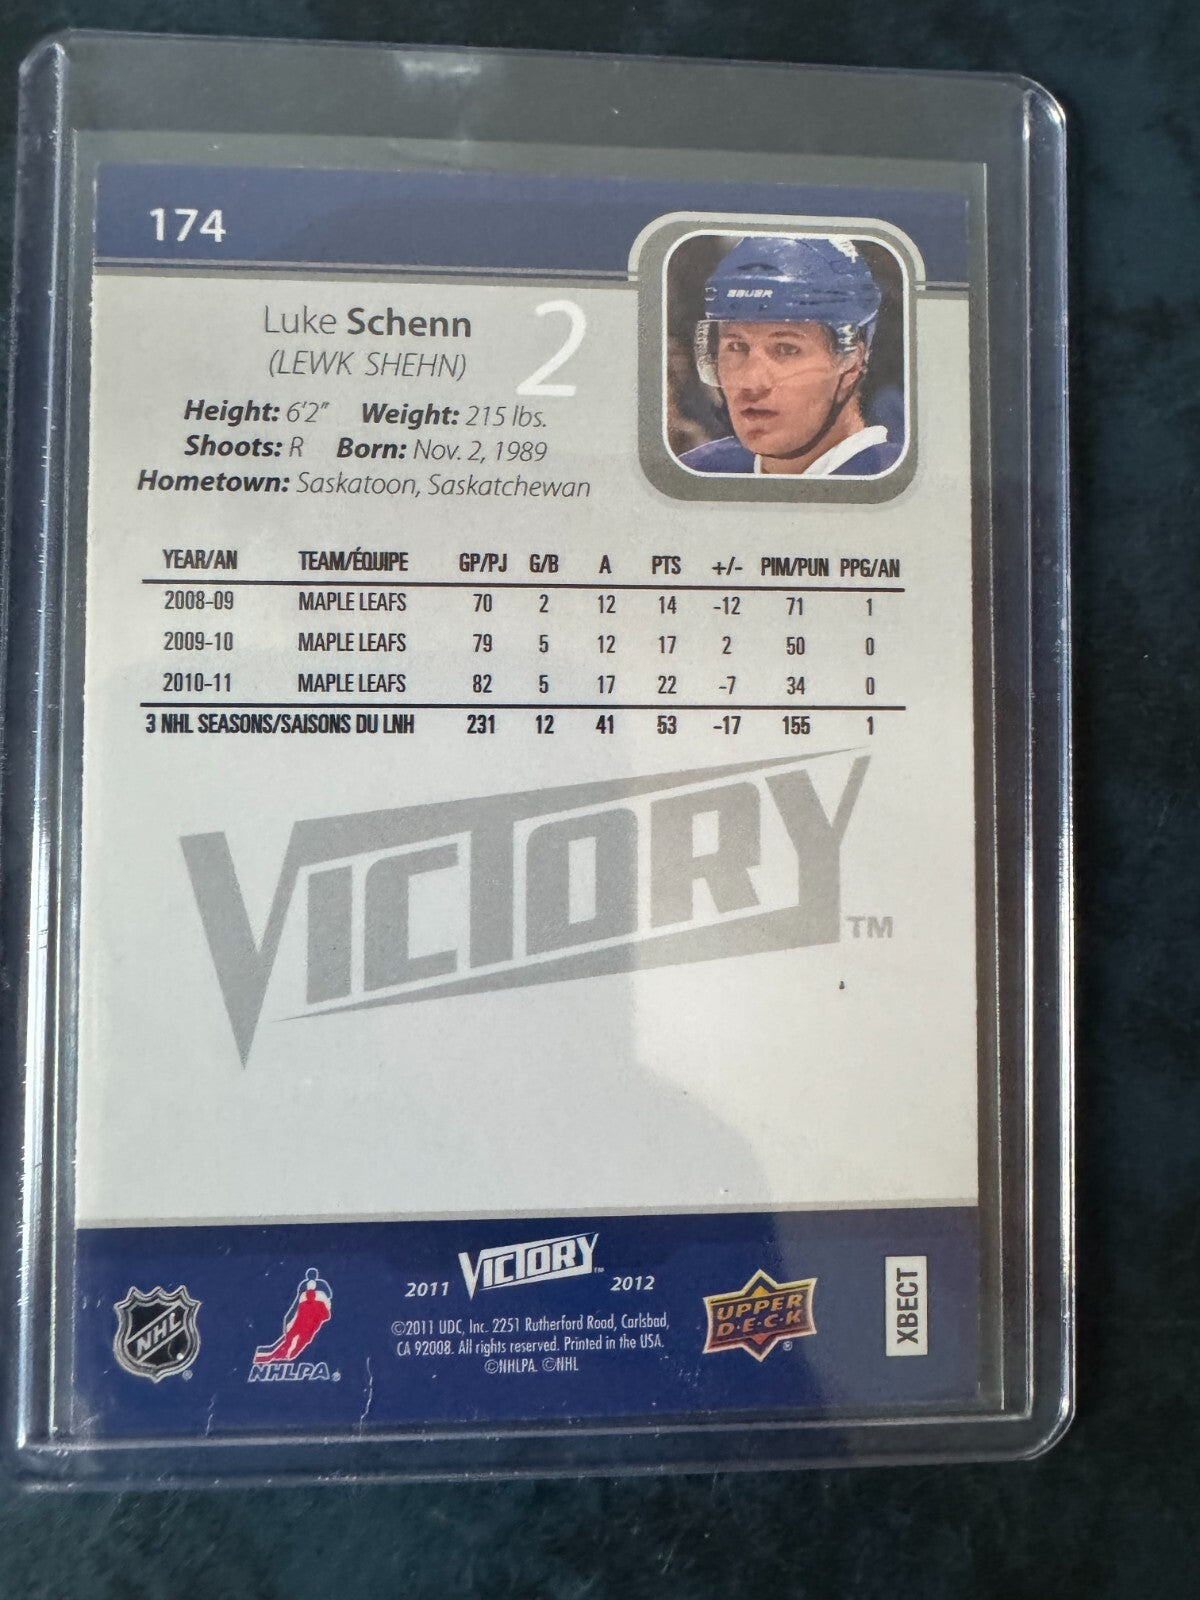 174
BAUER
Luke Schenn
2
(LEWK SHEHN)
Height: 6'2" Weight: 215 lbs.
Shoots: R Born: Nov. 2, 1989
Hometown: Saskatoon, Saskatchewan
YEAR/AN TEAM/ÉQUIPE GP/PJ G/B A PTS +/- PIM/PUN PPG/AN
2008-09 MAPLE LEAFS 70 2 12 14 -12 71 1
2009-10 MAPLE LEAFS 79 5 12 17 2 50 0
2010-11 MAPLE LEAFS 82 5 17 22 -7 34 0
3 NHL SEASONS/SAISONS DU LNH 231 12 41 53 -17 155 1
VICTORY TM
2011 VICTORY TM 2012
NHL ®
NHLPA ®
©2011 UDC, Inc. 2251 Rutherford Road, Carlsbad,
CA 92008. All rights reserved. Printed in the USA.
©NHLPA. ©NHL
UPPER
D·E·C·K ®
XBECT